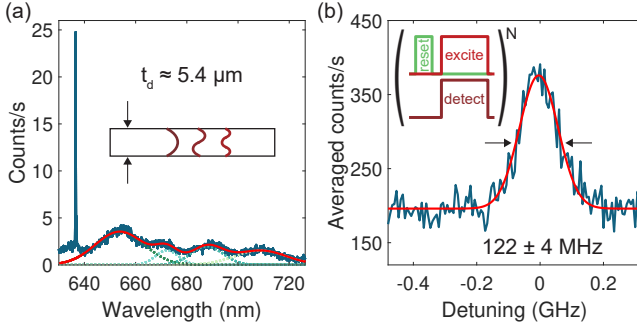 (a)
25
20
15
10
5
0
Counts/s
t_d ≈ 5.4 μm
640
660
680
700
720
Wavelength (nm)
(b)
450
350
250
150
Averaged counts/s
reset
excite
detect
N
122 ± 4 MHz
-0.4
-0.2
0
0.2
Detuning (GHz)